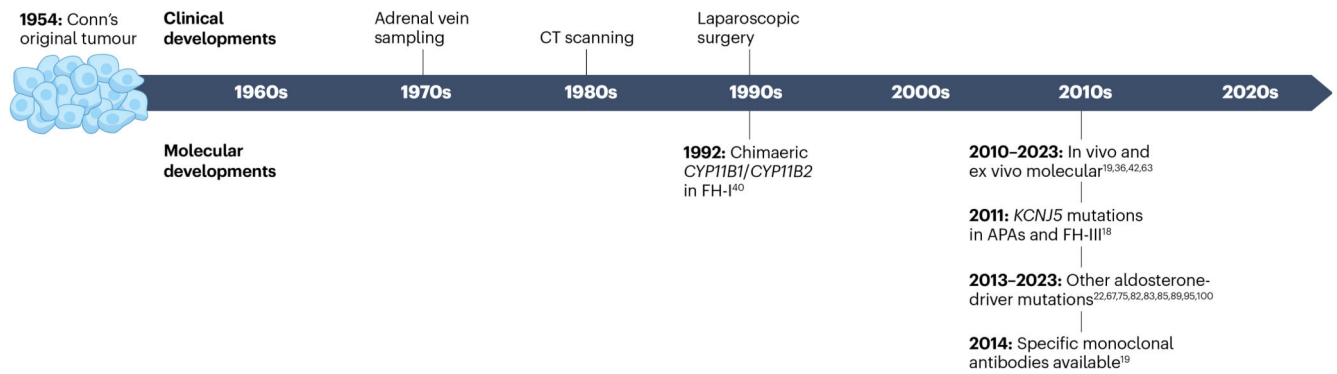 1954: Conn's
original tumour
Clinical
developments
Adrenal vein
sampling
CT scanning
Laparoscopic
surgery
1960s
1970s
1980s
1990s
2000s
2010s
2020s
Molecular
developments
1992: Chimaeric
CYP11B1/CYP11B2
in FH-I40
2010–2023: In vivo and
ex vivo molecular19,36,42,63
2011: KCNJ5 mutations
in APAs and FH-III18
2013–2023: Other aldosterone-
driver mutations22,67,75,82,83,85,89,95,100
2014: Specific monoclonal
antibodies available19